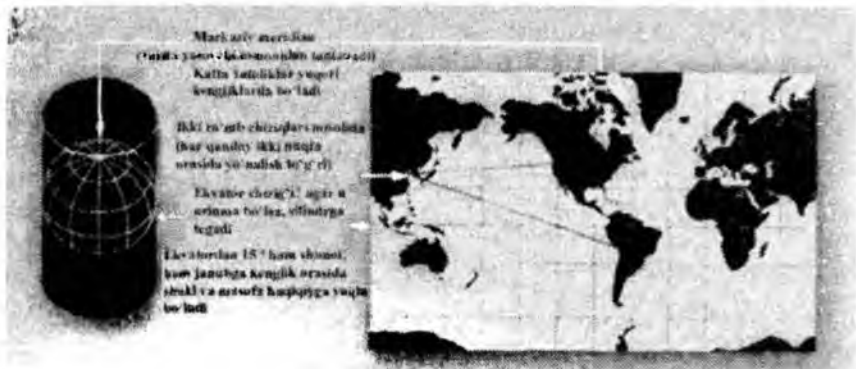 Markaziy meridian
Katta xatoliklar yuqori
kengliklarda bo'ladi
Ikki rumb chiziqlari
(har qanday ikki nuqta
orasida yo'nalish to'g'ri)
Ekvator chizig'i agar u
urinma bo'lsa, silindrga
tegadi
Ekvatordan 15° ham shimol,
ham janubga kenglik orasida
shakl va masofa haqiqiyga yaqin
bo'ladi